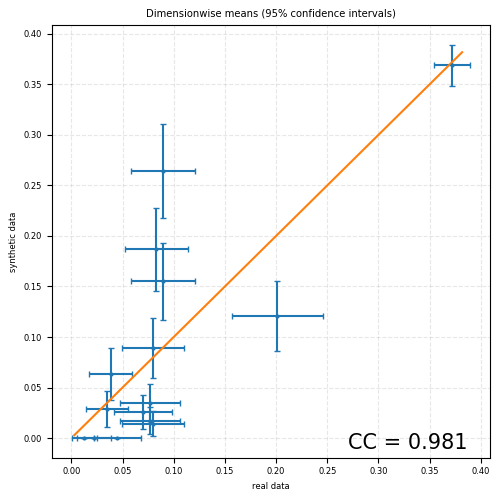 Dimensionwise means (95% confidence intervals)
0.40
0.35
0.30
0.25
0.20
0.15
0.10
0.05
0.00
synthetic data
CC = 0.981
0.00 0.05 0.10 0.15 0.20 0.25 0.30 0.35 0.40
real data